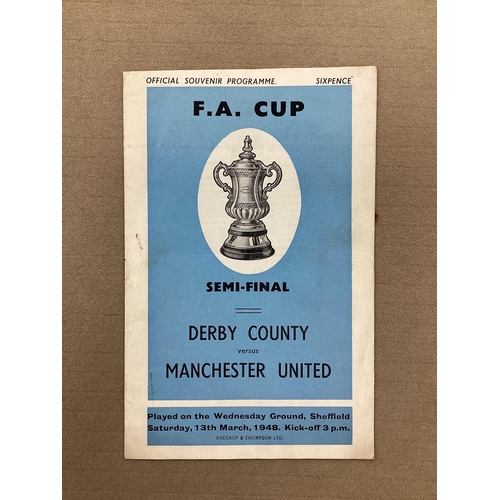 OFFICIAL SOUVENIR PROGRAMME. SIXPENCE
F.A. CUP
SEMI-FINAL
DERBY COUNTY
versus
MANCHESTER UNITED
Played on the Wednesday Ground, Sheffield
Saturday, 13th March, 1948. Kick-off 3 p.m.
GREENUP & THOMPSON LTD.